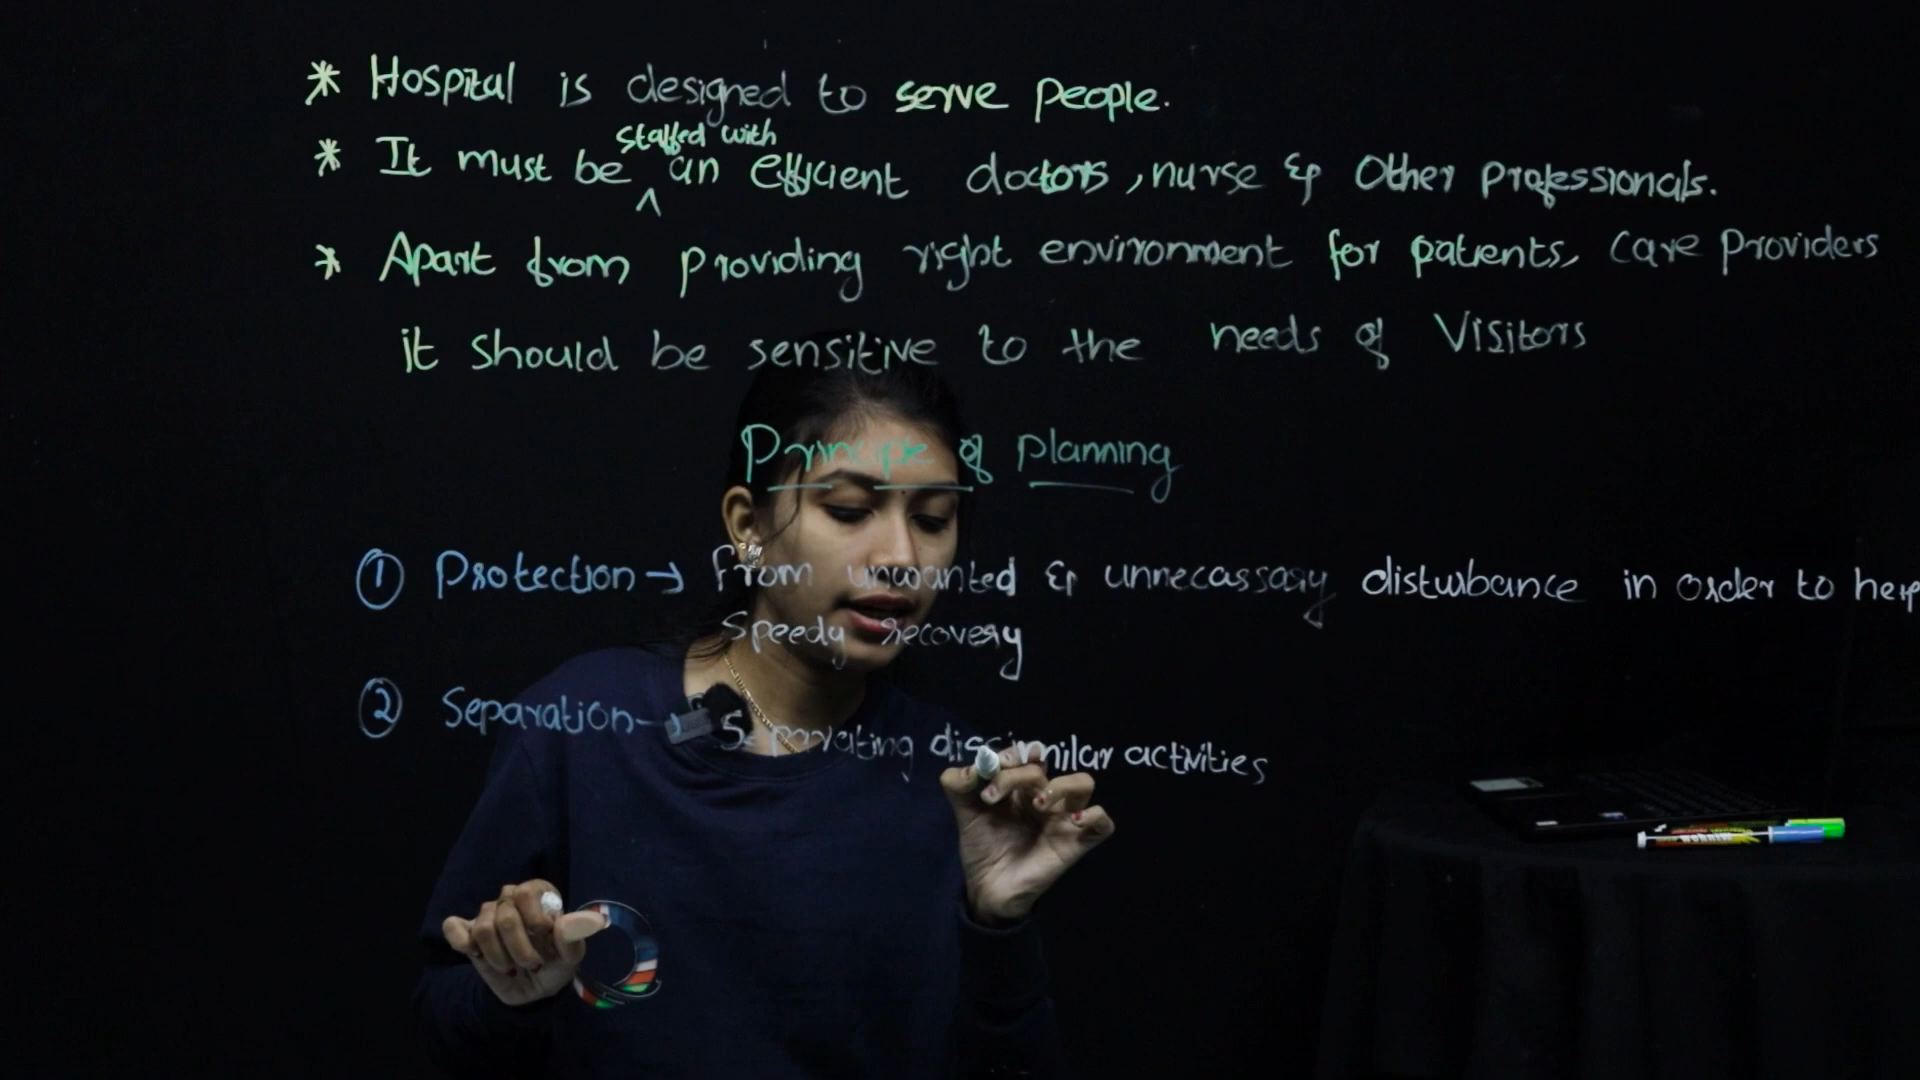 * Hospital is designed to serve people.
* It must be ^ staffed with an efficient doctors, nurse & other professionals.
* Apart from providing right environment for patients, care providers
it should be sensitive to the needs of visitors
Principle of planning
① Protection → from unwanted & unnecassary disturbance in order to help
speedy recovery
② Separation → Separating dissimilar activities